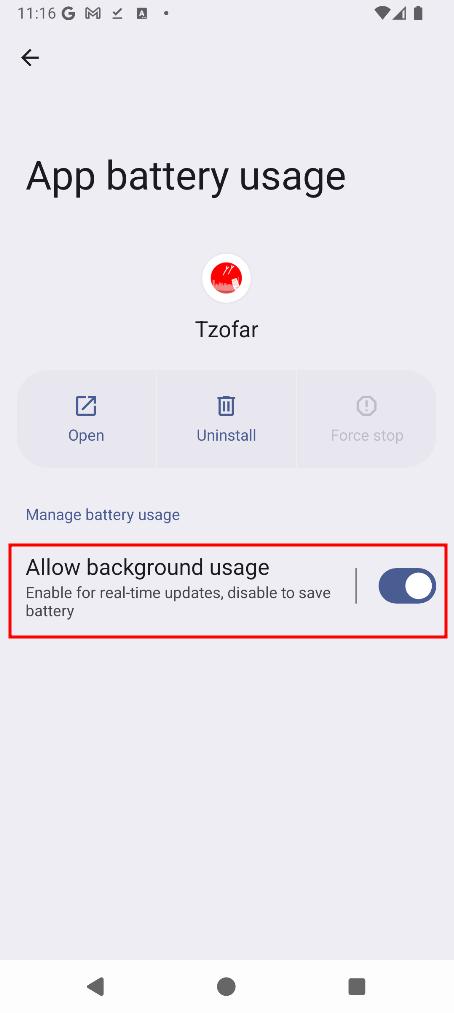 11:16
App battery usage
Tzofar
Open
Uninstall
Force stop
Manage battery usage
Allow background usage
Enable for real-time updates, disable to save
battery